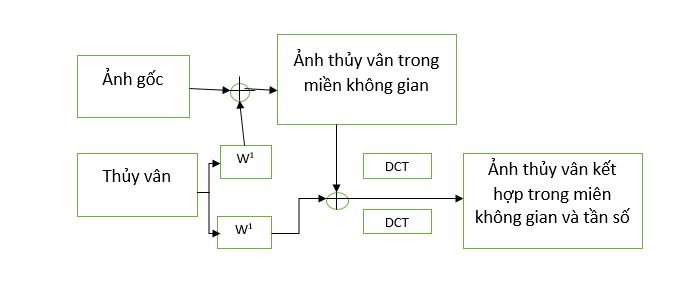 Ảnh gốc
Ảnh thủy vân trong
miền không gian
Thủy vân
W¹
W¹
DCT
DCT
Ảnh thủy vân kết
hợp trong miên
không gian và tần số